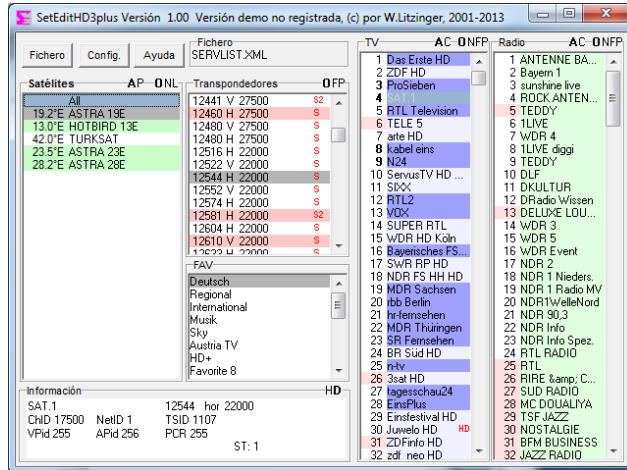 SetEditHD3plus Versión 1.00 Versión demo no registrada, (c) por W.Litzinger, 2001-2013
Fichero
Config.
Ayuda
Fichero
SERVLIST.XML
Satélites AP ONL
All
19.2°E ASTRA 19E
13.0°E HOTBIRD 13E
42.0°E TURKSAT
23.5°E ASTRA 23E
28.2°E ASTRA 28E
Transpondedores OFP
12441 V 27500 S2
12460 H 27500 S
12480 V 27500 S
12480 H 27500 S
12516 H 22000 S
12522 V 22000 S
12544 H 22000 S
12552 V 22000 S
12574 H 22000 S
12581 H 22000 S2
12604 H 22000 S
12610 V 22000 S
12633 H 22000 S
FAV
Deutsch
Regional
International
Musik
Sky
Austria TV
HD+
Favorite 8
Información HD
SAT.1 12544 hor 22000
ChID 17500 NetID 1 TSID 1107
VPid 255 APid 256 PCR 255
ST: 1
TV AC-ONFP
1 Das Erste HD
2 ZDF HD
3 ProSieben
4 SAT.1
5 RTL Television
6 TELE 5
7 arte HD
8 kabel eins
9 N24
10 ServusTV HD ...
11 SIXX
12 RTL2
13 VOX
14 SUPER RTL
15 WDR HD Köln
16 Bayerisches FS...
17 SWR RP HD
18 NDR FS HH HD
19 MDR Sachsen
20 rbb Berlin
21 hr-fernsehen
22 MDR Thüringen
23 SR Fernsehen
24 BR Süd HD
25 n-tv
26 3sat HD
27 tagesschau24
28 EinsPlus
29 Einsfestival HD
30 Juwelo HD HD
31 ZDFinfo HD
32 zdf_neo HD
Radio AC-ONFP
1 ANTENNE BA...
2 Bayern 1
3 sunshine live
4 ROCK ANTEN...
5 TEDDY
6 1LIVE
7 WDR 4
8 1LIVE diggi
9 TEDDY
10 DLF
11 DKULTUR
12 DRadio Wissen
13 DELUXE LOU...
14 WDR 3
15 WDR 5
16 WDR Event
17 NDR 2
18 NDR 1 Nieders.
19 NDR 1 Radio MV
20 NDR1WelleNord
21 NDR 90,3
22 NDR Info
23 NDR Info Spez.
24 RTL RADIO
25 RTL
26 RIRE &amp; C...
27 SUD RADIO
28 MC DOUALIYA
29 TSF JAZZ
30 NOSTALGIE
31 BFM BUSINESS
32 JAZZ RADIO